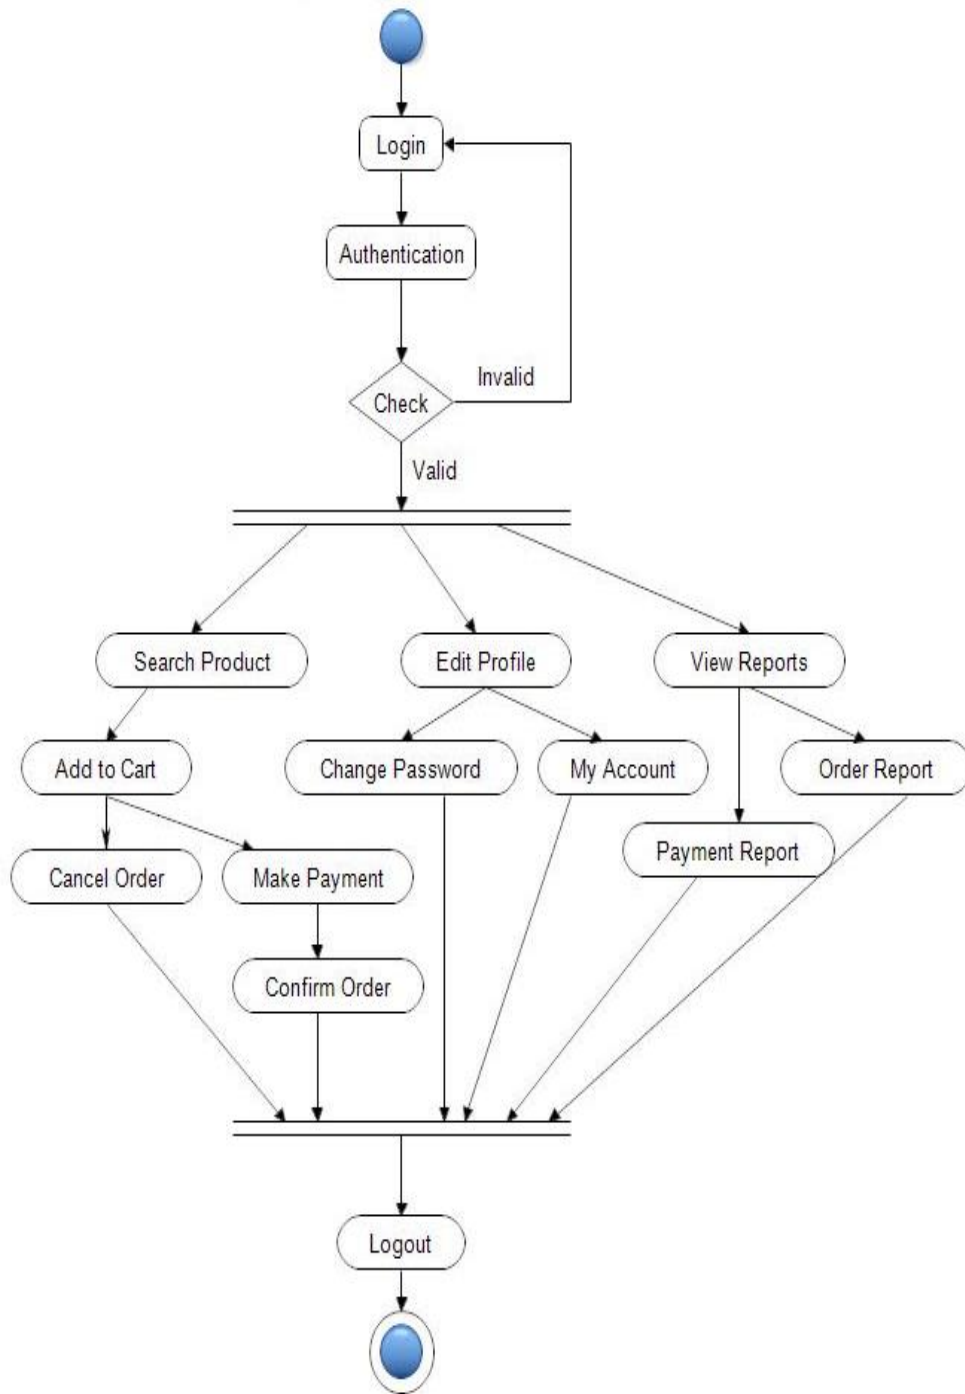 Login
Authentication
Invalid
Check
Valid
Search Product
Edit Profile
View Reports
Add to Cart
Change Password
My Account
Order Report
Cancel Order
Make Payment
Payment Report
Confirm Order
Logout